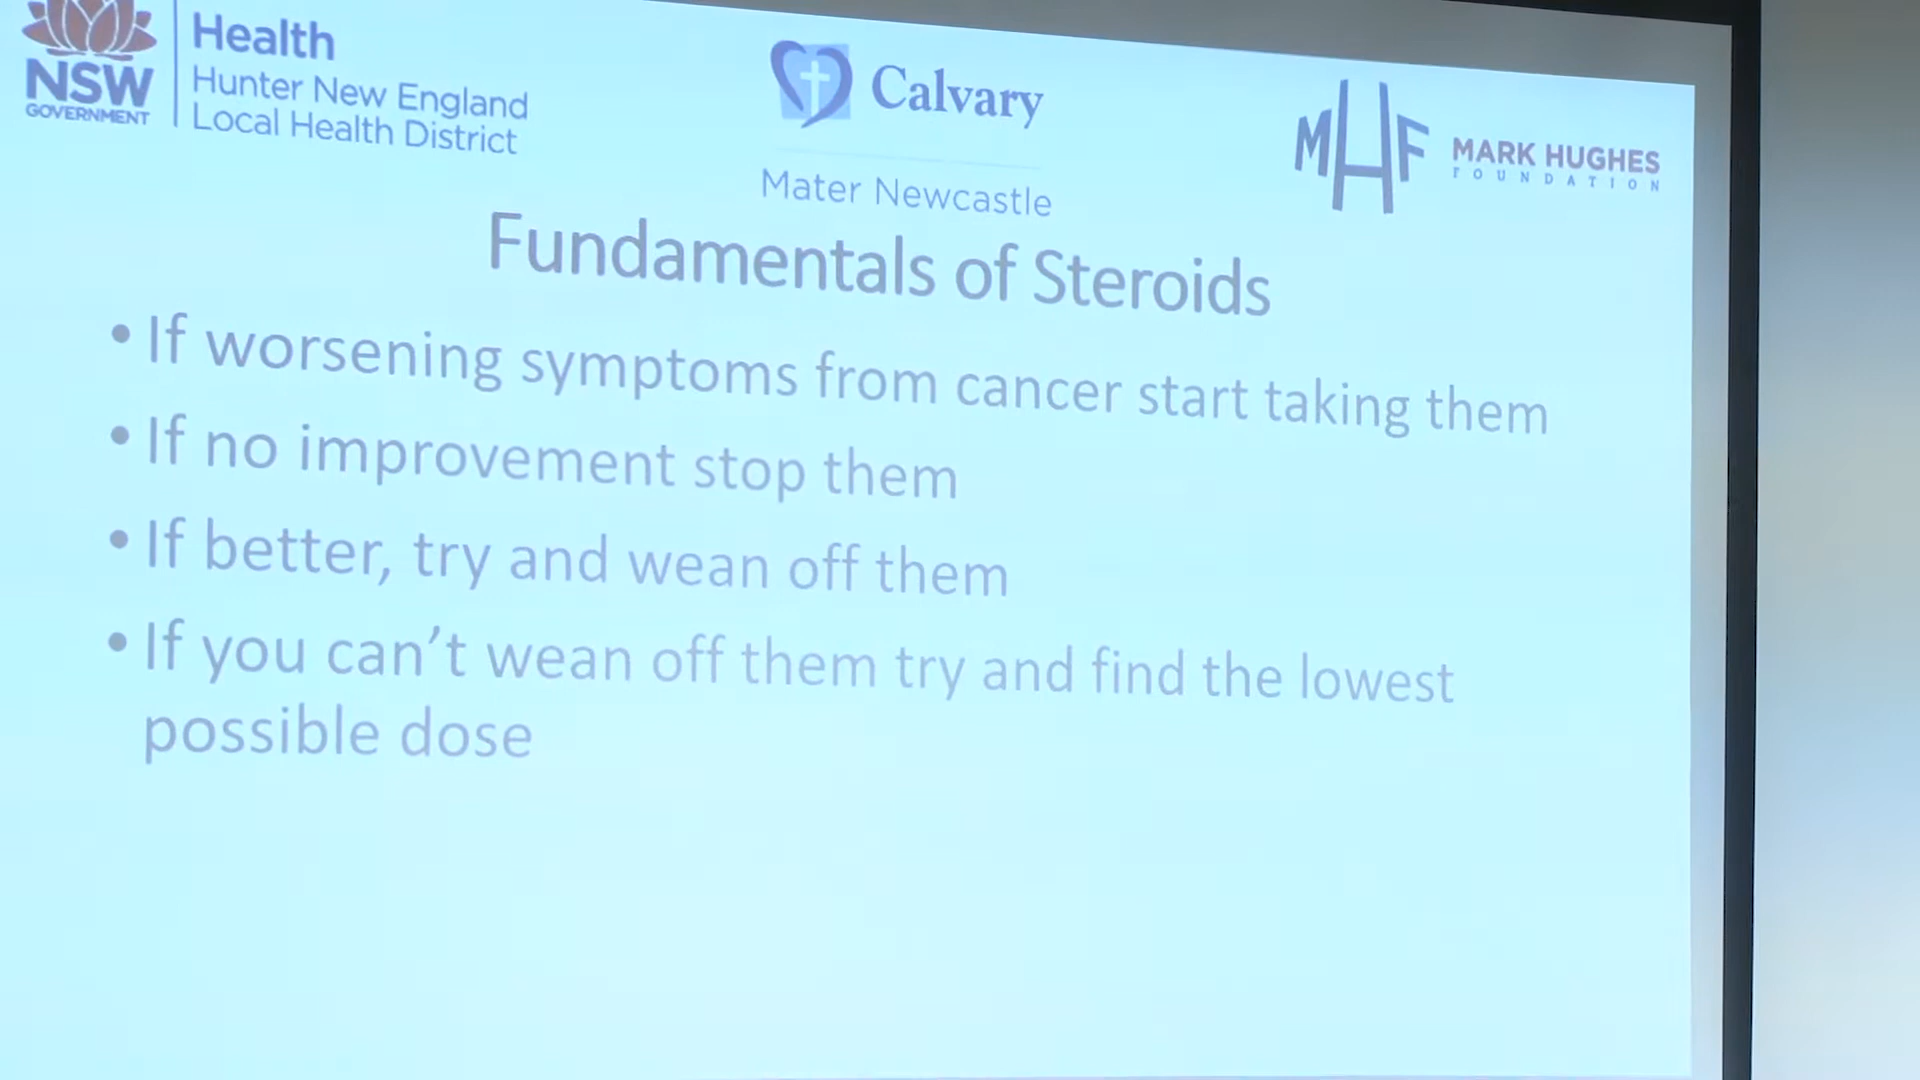 NSW
GOVERNMENT
Health
Hunter New England
Local Health District
Calvary
Mater Newcastle
MHF
MARK HUGHES
FOUNDATION
Fundamentals of Steroids
• If worsening symptoms from cancer start taking them
• If no improvement stop them
• If better, try and wean off them
• If you can’t wean off them try and find the lowest
possible dose